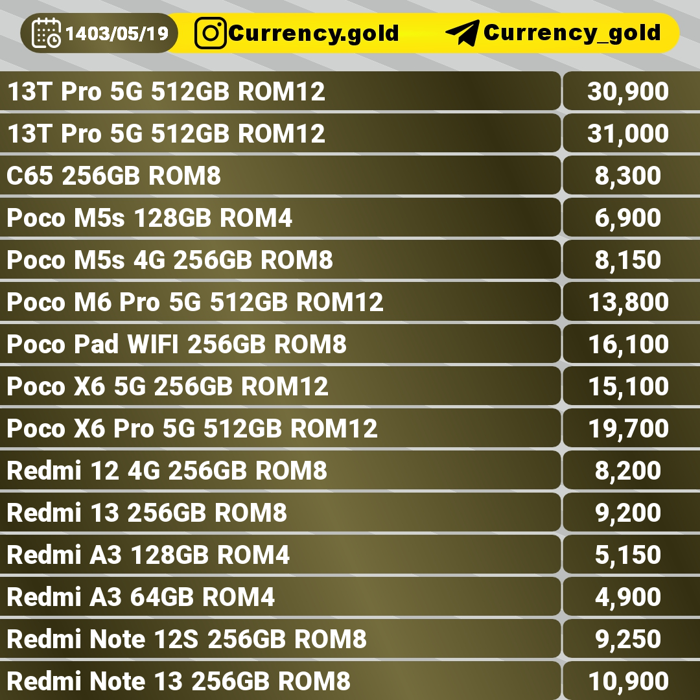 1403/05/19 Currency.gold Currency_gold
13T Pro 5G 512GB ROM12 30,900
13T Pro 5G 512GB ROM12 31,000
C65 256GB ROM8 8,300
Poco M5s 128GB ROM4 6,900
Poco M5s 4G 256GB ROM8 8,150
Poco M6 Pro 5G 512GB ROM12 13,800
Poco Pad WIFI 256GB ROM8 16,100
Poco X6 5G 256GB ROM12 15,100
Poco X6 Pro 5G 512GB ROM12 19,700
Redmi 12 4G 256GB ROM8 8,200
Redmi 13 256GB ROM8 9,200
Redmi A3 128GB ROM4 5,150
Redmi A3 64GB ROM4 4,900
Redmi Note 12S 256GB ROM8 9,250
Redmi Note 13 256GB ROM8 10,900